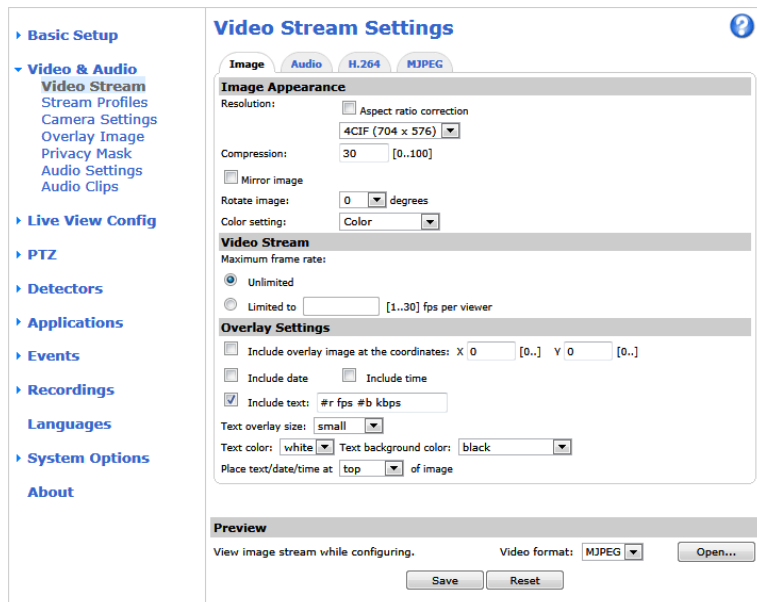 Basic Setup
Video & Audio
Video Stream
Stream Profiles
Camera Settings
Overlay Image
Privacy Mask
Audio Settings
Audio Clips
Live View Config
PTZ
Detectors
Applications
Events
Recordings
Languages
System Options
About
Video Stream Settings
?
Image Audio H.264 MJPEG
Image Appearance
Resolution:
Aspect ratio correction
4CIF (704 x 576)
Compression: 30 [0..100]
Mirror image
Rotate image: 0 degrees
Color setting: Color
Video Stream
Maximum frame rate:
Unlimited
Limited to [1..30] fps per viewer
Overlay Settings
Include overlay image at the coordinates: X 0 [0..] Y 0 [0..]
Include date Include time
Include text: #r fps #b kbps
Text overlay size: small
Text color: white Text background color: black
Place text/date/time at top of image
Preview
View image stream while configuring. Video format: MJPEG Open...
Save Reset